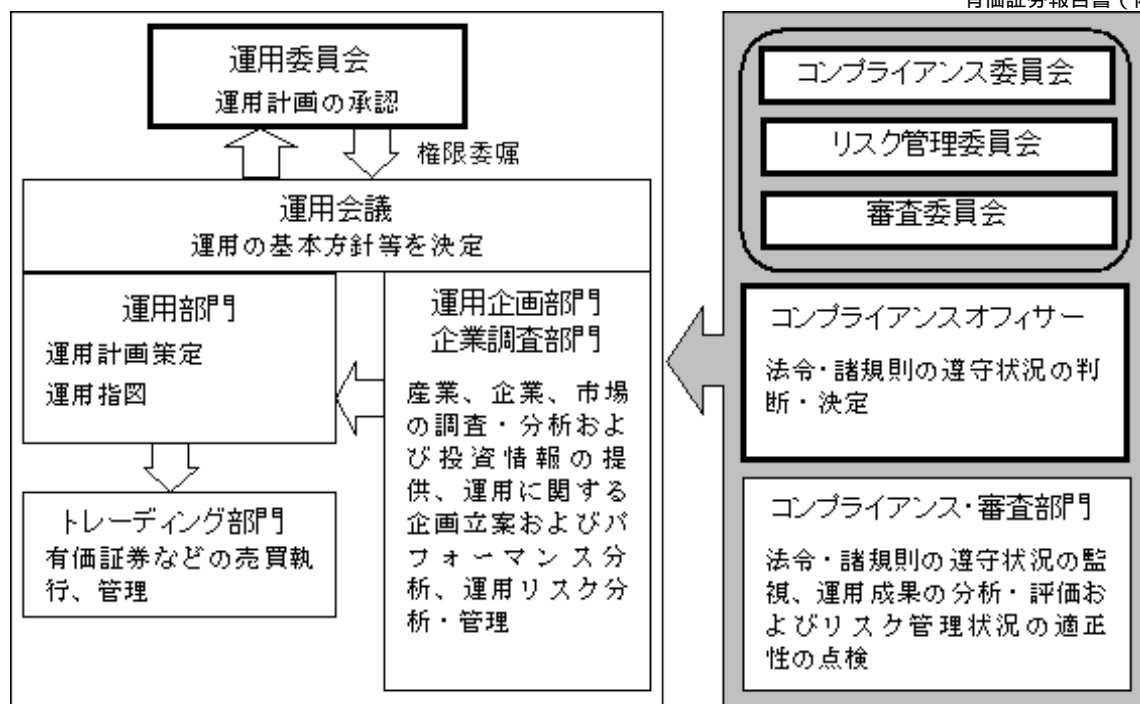 有価証券報告書（
運用委員会
運用計画の承認
権限委嘱
運用会議
運用の基本方針等を決定
運用部門
運用計画策定
運用指図
運用企画部門
企業調査部門
産業、企業、市場
の調査・分析およ
び投資情報の提
供、運用に関する
企画立案およびパ
フォーマンス分
析、運用リスク分
析・管理
トレーディング部門
有価証券などの売買執
行、管理
コンプライアンス委員会
リスク管理委員会
審査委員会
コンプライアンスオフィサー
法令・諸規則の遵守状況の判
断・決定
コンプライアンス・審査部門
法令・諸規則の遵守状況の監
視、運用成果の分析・評価お
よびリスク管理状況の適正
性の点検